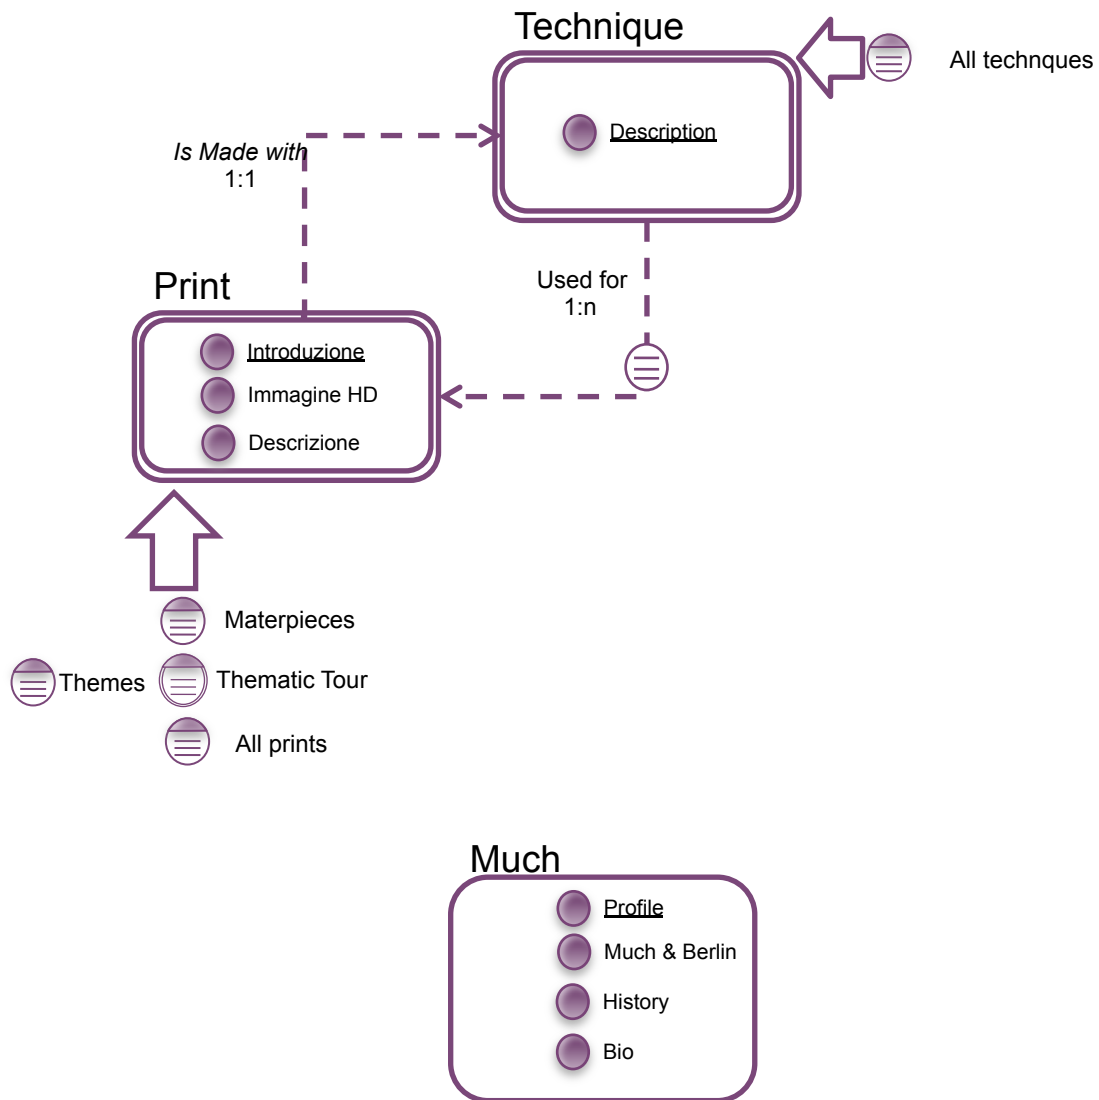 Technique
All technques
Description
Is Made with
1:1
Used for
1:n
Print
Introduzione
Immagine HD
Descrizione
Materpieces
Themes
Thematic Tour
All prints
Much
Profile
Much & Berlin
History
Bio